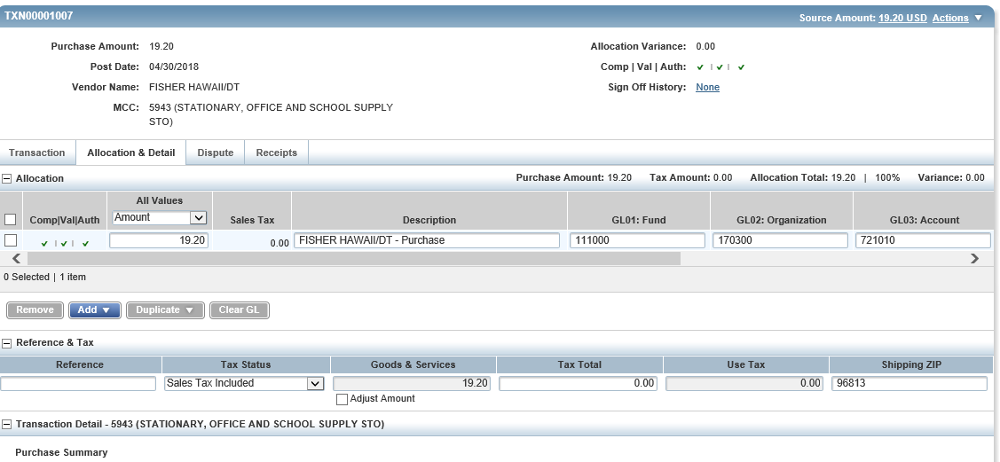 TXN00001007 Source Amount: 19.20 USD Actions
Purchase Amount: 19.20 Allocation Variance: 0.00
Post Date: 04/30/2018 Comp | Val | Auth:
Vendor Name: FISHER HAWAII/DT Sign Off History: None
MCC: 5943 (STATIONARY, OFFICE AND SCHOOL SUPPLY
STO)
Transaction Allocation & Detail Dispute Receipts
Allocation Purchase Amount: 19.20 Tax Amount: 0.00 Allocation Total: 19.20 | 100% Variance: 0.00
All Values
Comp|Val|Auth Amount Sales Tax Description GL01: Fund GL02: Organization GL03: Account
19.20 0.00 FISHER HAWAII/DT - Purchase 111000 170300 721010
0 Selected | 1 item
Remove Add Duplicate Clear GL
Reference & Tax
Reference Tax Status Goods & Services Tax Total Use Tax Shipping ZIP
Sales Tax Included 19.20 0.00 0.00 96813
Adjust Amount
Transaction Detail - 5943 (STATIONARY, OFFICE AND SCHOOL SUPPLY STO)
Purchase Summary